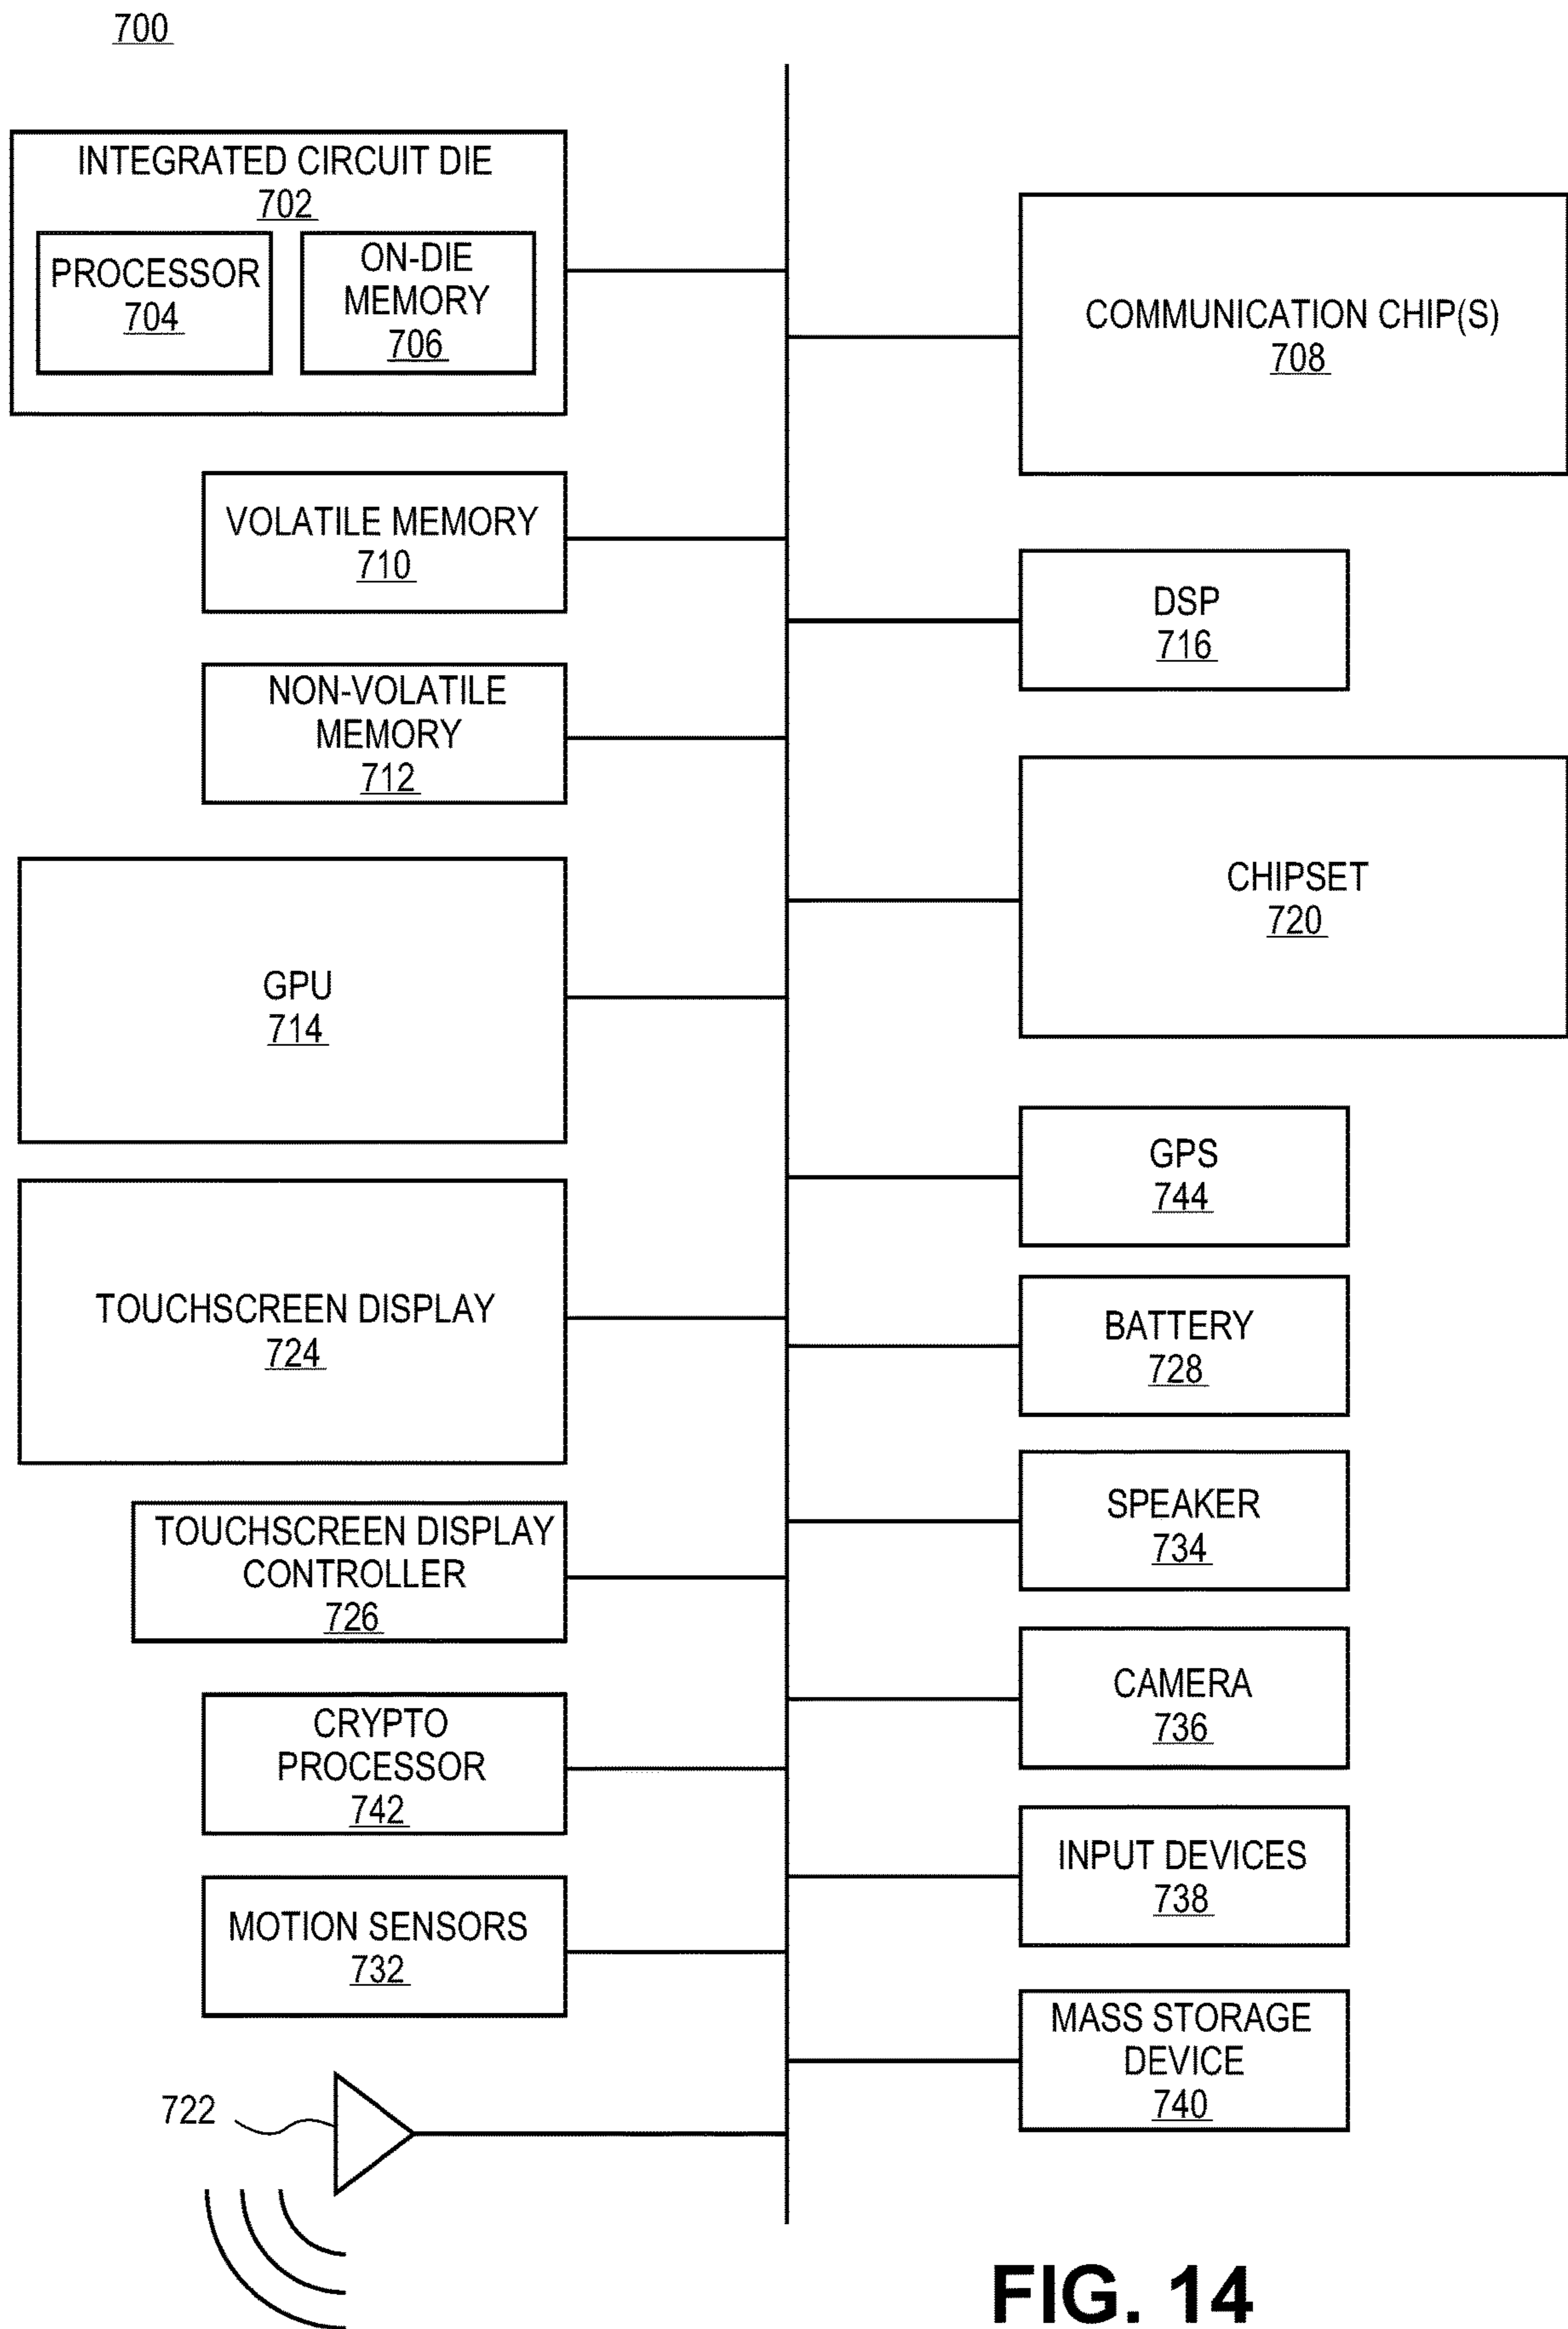 700
INTEGRATED CIRCUIT DIE
702
PROCESSOR
704
ON-DIE
MEMORY
706
VOLATILE MEMORY
710
NON-VOLATILE
MEMORY
712
GPU
714
TOUCHSCREEN DISPLAY
724
TOUCHSCREEN DISPLAY
CONTROLLER
726
CRYPTO
PROCESSOR
742
MOTION SENSORS
732
722
COMMUNICATION CHIP(S)
708
DSP
716
CHIPSET
720
GPS
744
BATTERY
728
SPEAKER
734
CAMERA
736
INPUT DEVICES
738
MASS STORAGE
DEVICE
740
FIG. 14